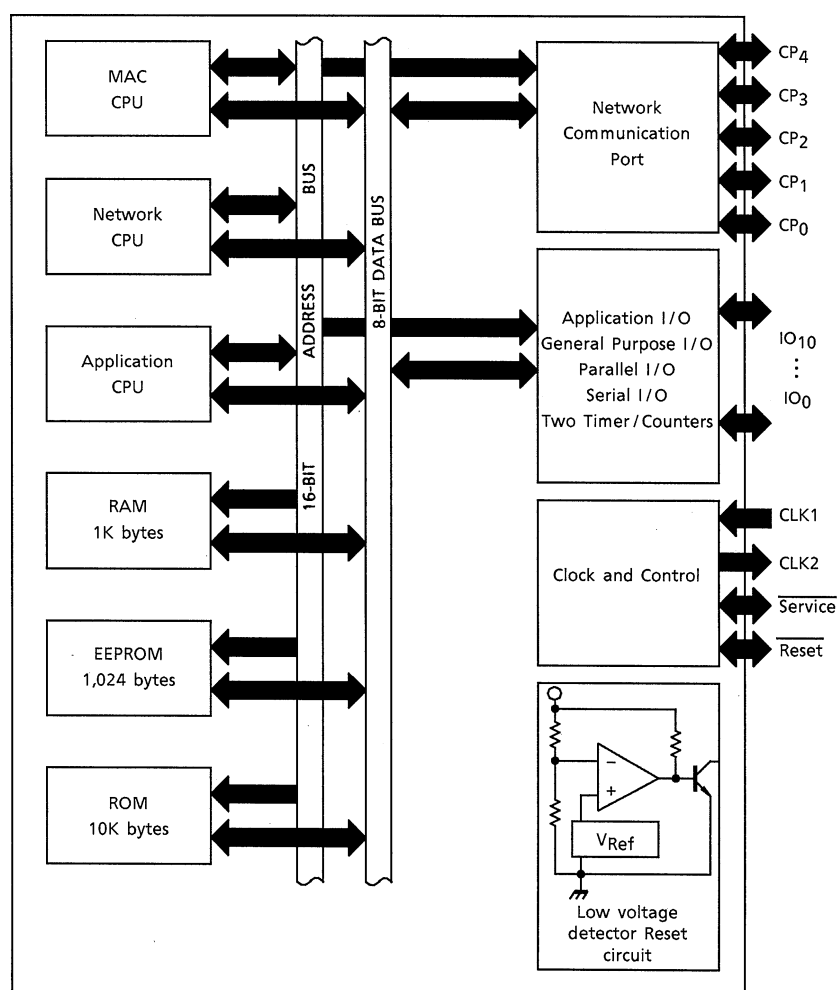 MAC
CPU
Network
CPU
Application
CPU
RAM
1K bytes
EEPROM
1,024 bytes
ROM
10K bytes
16-BIT ADDRESS BUS
8-BIT DATA BUS
Network
Communication
Port
CP4
CP3
CP2
CP1
CP0
Application I/O
General Purpose I/O
Parallel I/O
Serial I/O
Two Timer/Counters
IO10
⋮
IO0
Clock and Control
CLK1
CLK2
Service
Reset
−
+
VRef
Low voltage
detector Reset
circuit